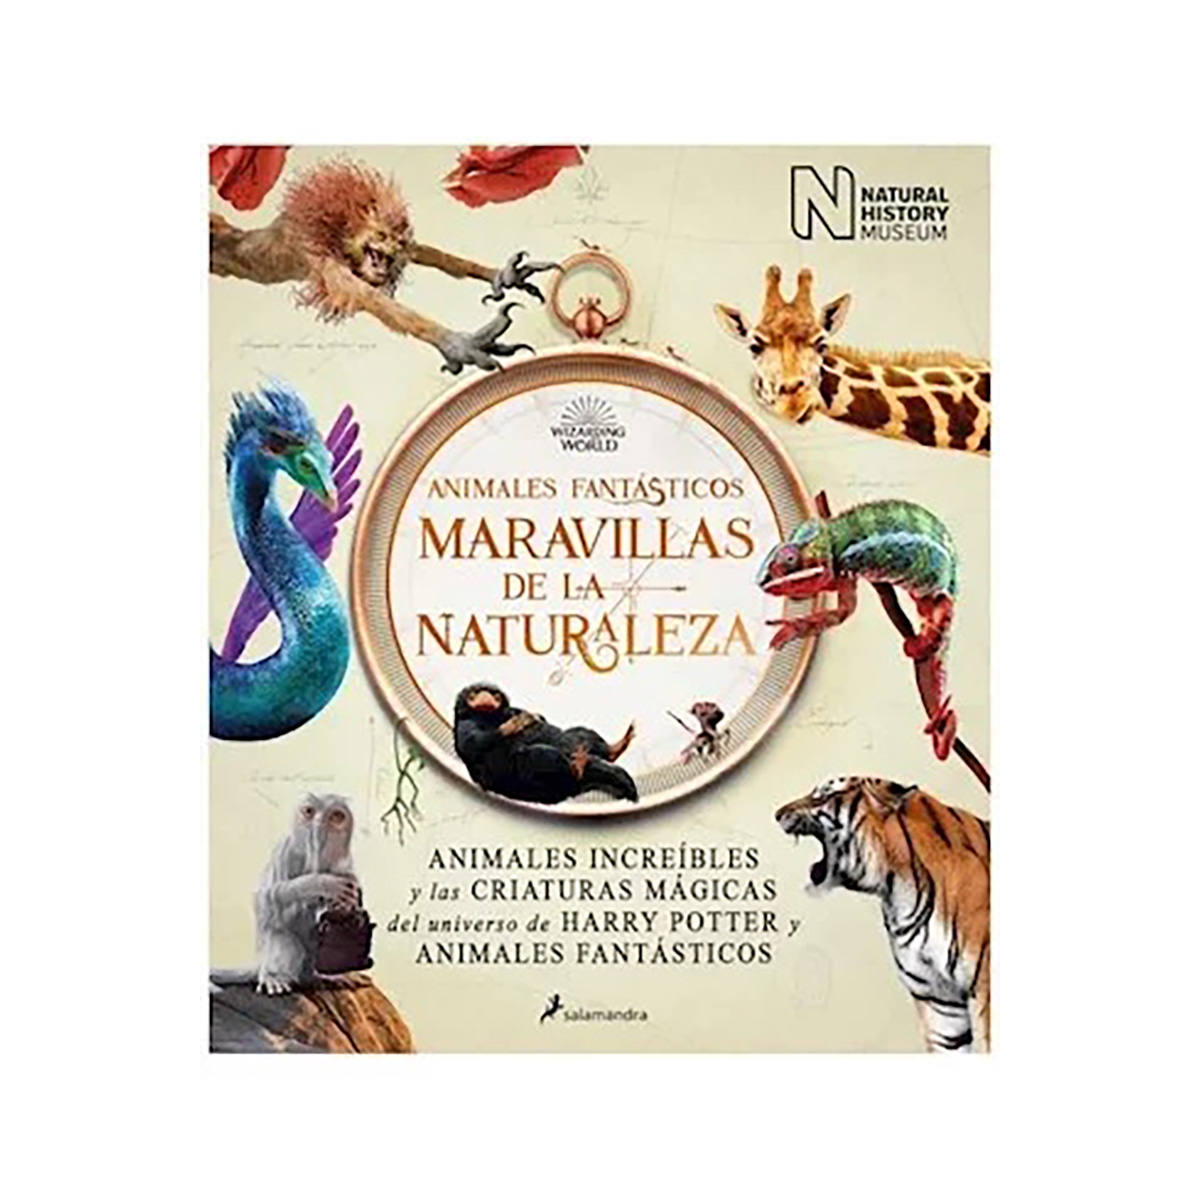 NATURAL
HISTORY
MUSEUM
WIZARDING
WORLD
ANIMALES FANTÁSTICOS
MARAVILLAS
DE LA
NATURALEZA
ANIMALES INCREÍBLES
y las CRIATURAS MÁGICAS
del universo de HARRY POTTER y
ANIMALES FANTÁSTICOS
salamandra